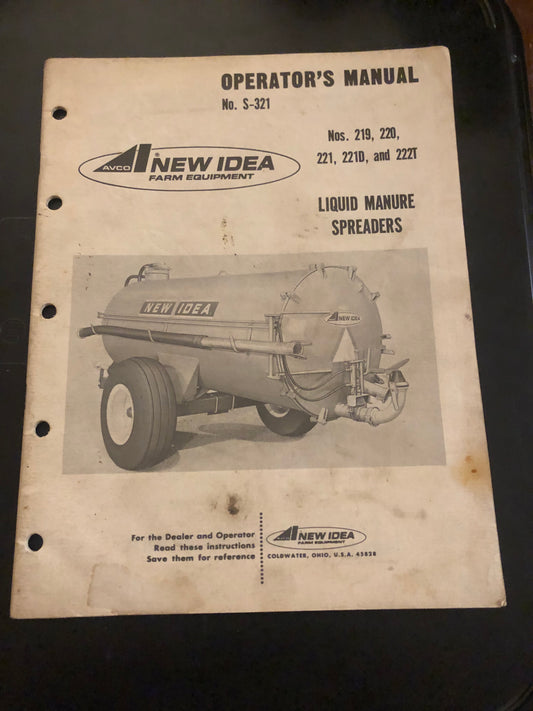 OPERATOR'S MANUAL
No. S-321
Nos. 219, 220,
221, 221D, and 222T
AVCO NEW IDEA
FARM EQUIPMENT
LIQUID MANURE
SPREADERS
NEW IDEA
NEW IDEA
For the Dealer and Operator
Read these instructions
Save them for reference
NEW IDEA
FARM EQUIPMENT
COLDWATER, OHIO, U.S.A. 45828